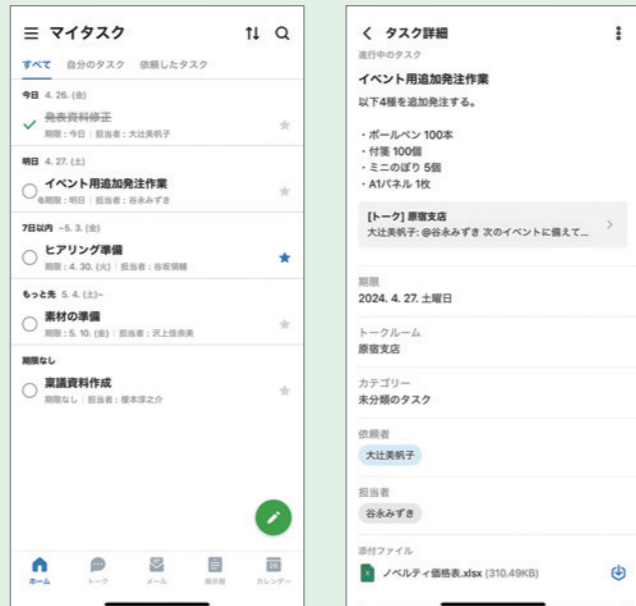 マイタスク
すべて 自分のタスク 依頼したタスク
今日 4. 26. (金)
発表資料修正
期限 : 今日 | 担当者 : 大辻美帆子
明日 4. 27. (土)
イベント用追加発注作業
期限 : 明日 | 担当者 : 谷永みずき
7日以内 ~5. 3. (金)
ヒアリング準備
期限 : 4. 30. (火) | 担当者 : 谷坂領輔
もっと先 5. 4. (土)~
素材の準備
期限 : 5. 10. (金) | 担当者 : 沢上佳奈美
期限なし
稟議資料作成
期限なし | 担当者 : 榎本淳之介
ホーム トーク メール 掲示板 カレンダー
タスク詳細
進行中のタスク
イベント用追加発注作業
以下4種を追加発注する。
・ボールペン 100本
・付箋 100個
・ミニのぼり 5個
・A1パネル 1枚
[トーク] 原宿支店
大辻美帆子: @谷永みずき 次のイベントに備えて...
期限
2024. 4. 27. 土曜日
トークルーム
原宿支店
カテゴリー
未分類のタスク
依頼者
大辻美帆子
担当者
谷永みずき
添付ファイル
ノベルティ価格表.xlsx (310.49KB)